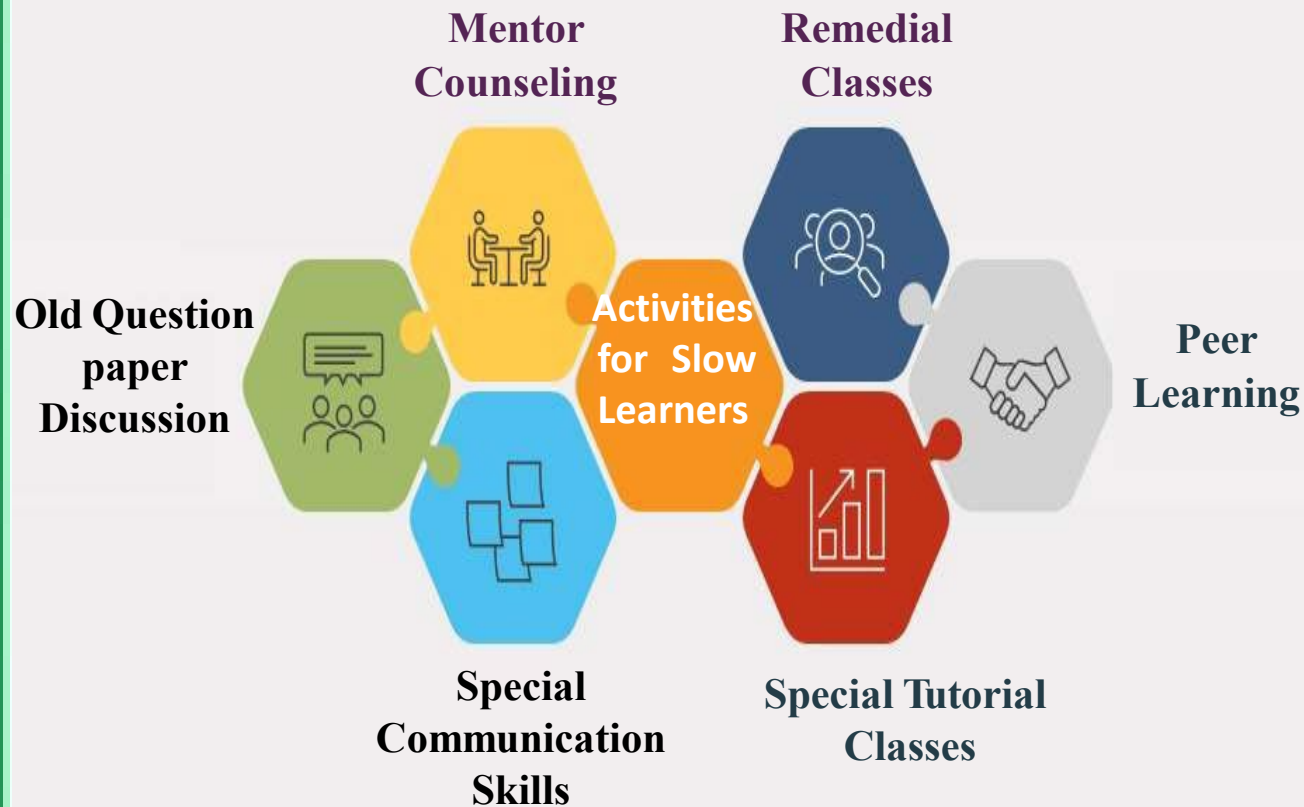 Mentor
Counseling
Remedial
Classes
Old Question
paper
Discussion
Activities
for Slow
Learners
Peer
Learning
Special
Communication
Skills
Special Tutorial
Classes